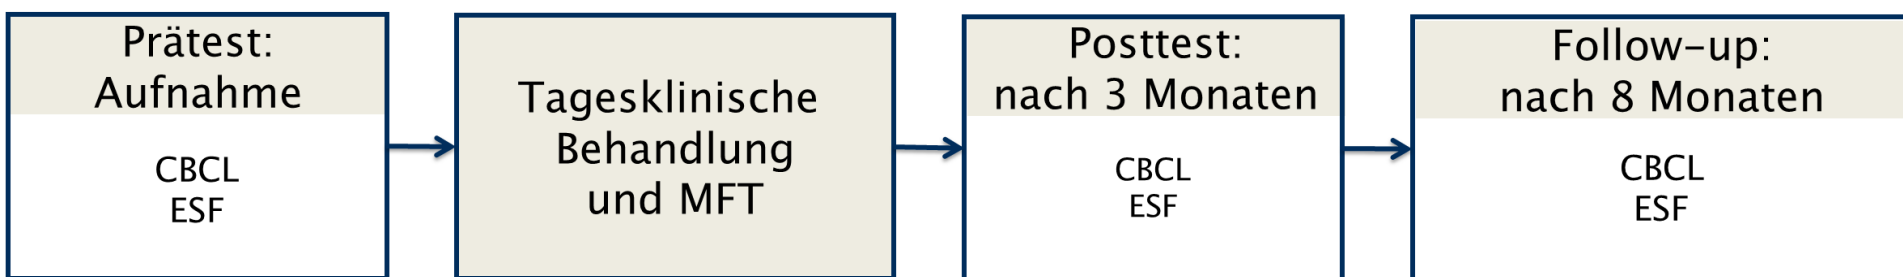 Prätest:
Aufnahme
CBCL
ESF
Tagesklinische
Behandlung
und MFT
Posttest:
nach 3 Monaten
CBCL
ESF
Follow-up:
nach 8 Monaten
CBCL
ESF